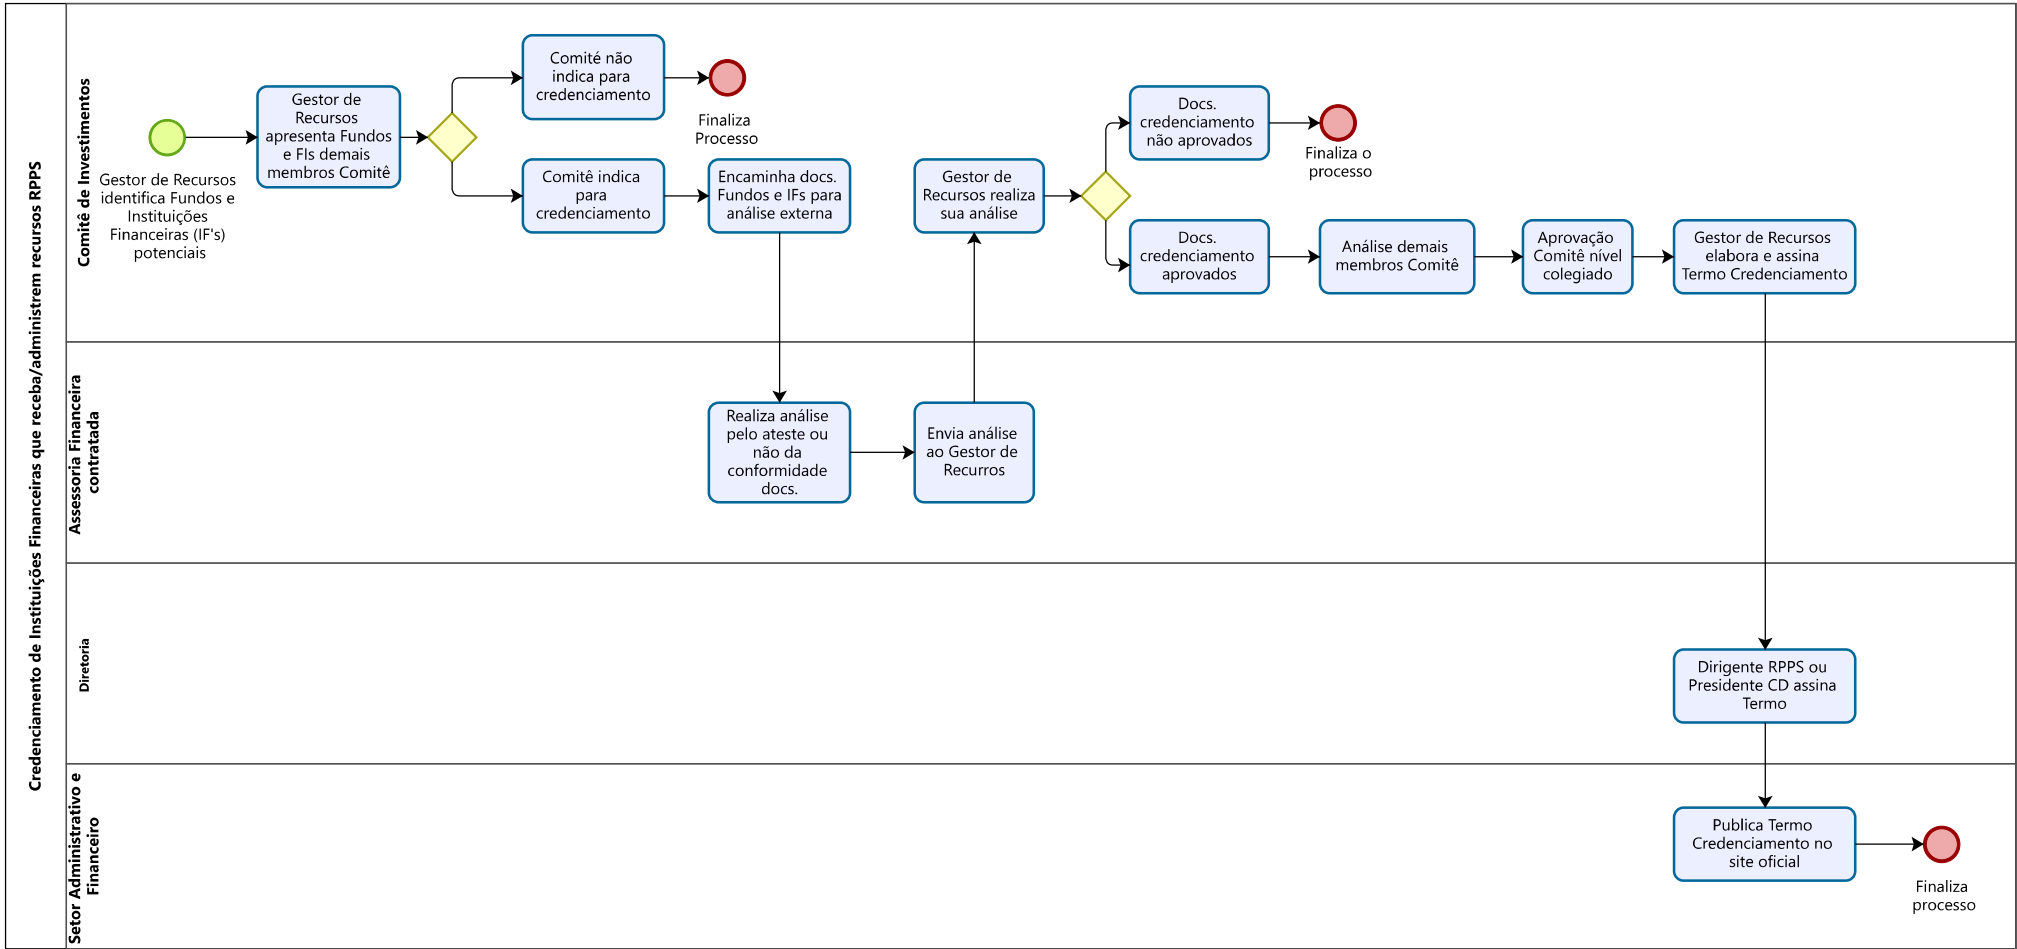 Credenciamento de Instituições Financeiras que receba/administrem recursos RPPS
Comitê de Investimentos
Gestor de Recursos
identifica Fundos e
Instituições
Financeiras (IF's)
potenciais
Gestor de
Recursos
apresenta Fundos
e FIs demais
membros Comitê
Comité não
indica para
credenciamento
Finaliza
Processo
Comitê indica
para
credenciamento
Encaminha docs.
Fundos e IFs para
análise externa
Gestor de
Recursos realiza
sua análise
Docs.
credenciamento
não aprovados
Finaliza o
processo
Docs.
credenciamento
aprovados
Análise demais
membros Comitê
Aprovação
Comitê nível
colegiado
Gestor de Recursos
elabora e assina
Termo Credenciamento
Assessoria Financeira
contratada
Realiza análise
pelo ateste ou
não da
conformidade
docs.
Envia análise
ao Gestor de
Recurros
Diretoria
Dirigente RPPS ou
Presidente CD assina
Termo
Setor Administrativo e
Financeiro
Publica Termo
Credenciamento no
site oficial
Finaliza
processo